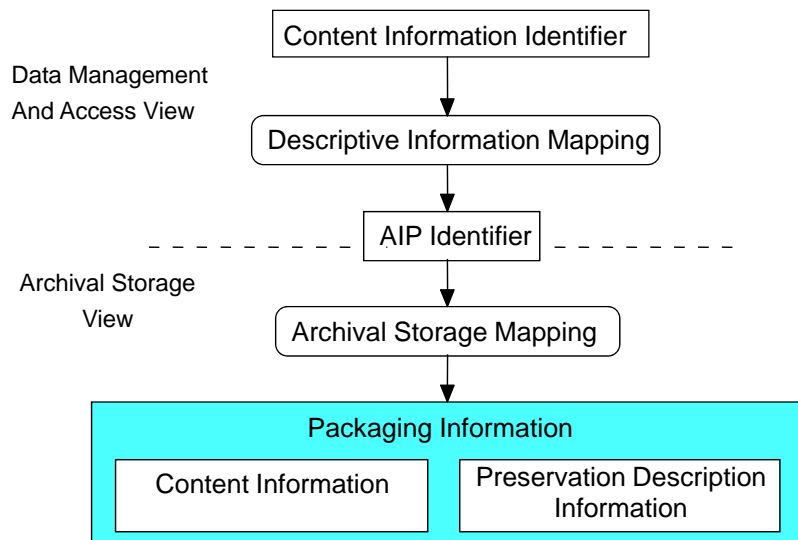 Content Information Identifier
Data Management
And Access View
Descriptive Information Mapping
AIP Identifier
Archival Storage
View
Archival Storage Mapping
Packaging Information
Content Information
Preservation Description
Information